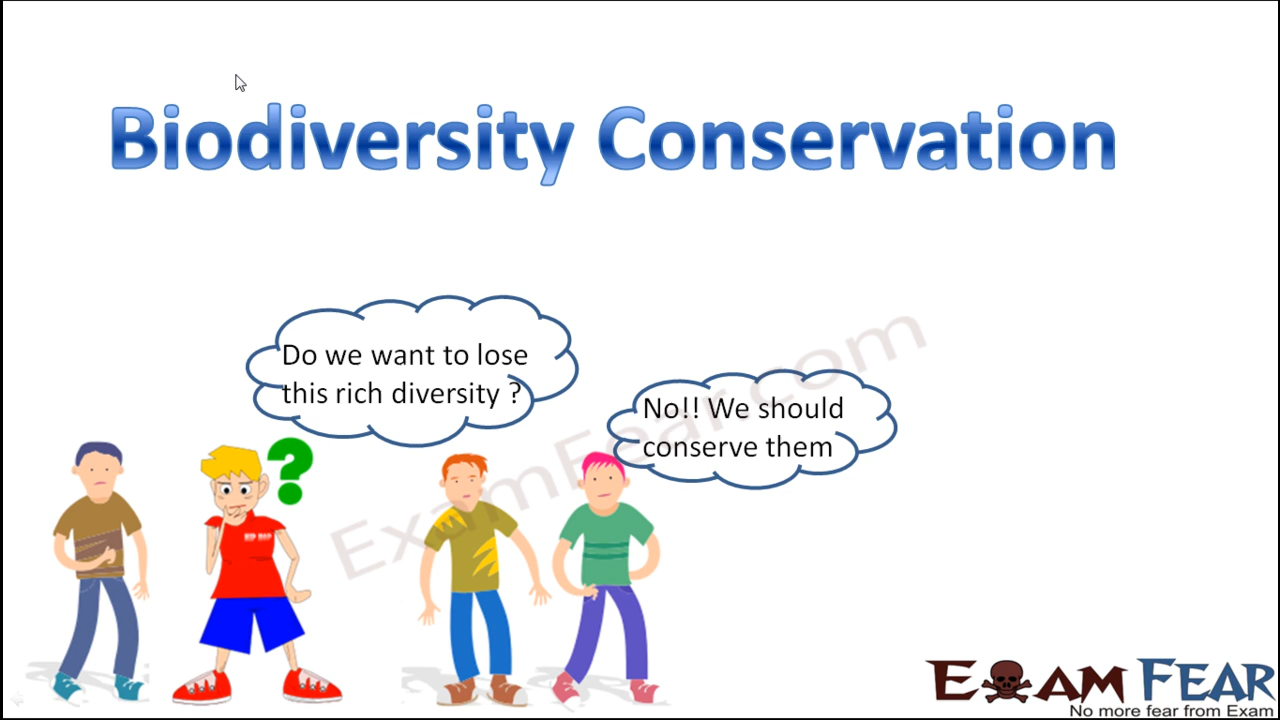 Biodiversity Conservation
Do we want to lose
this rich diversity ?
No!! We should
conserve them
ExamFear.com
EXAM FEAR
No more fear from Exam